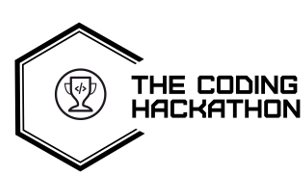 </>
THE CODING
HACKATHON